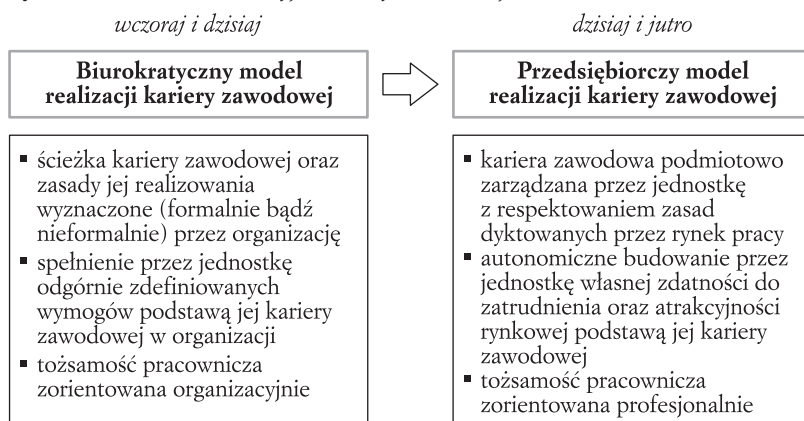 wczoraj i dzisiaj
Biurokratyczny model
realizacji kariery zawodowej
▪ ścieżka kariery zawodowej oraz
zasady jej realizowania
wyznaczone (formalnie bądź
nieformalnie) przez organizację
▪ spełnienie przez jednostkę
odgórnie zdefiniowanych
wymogów podstawą jej kariery
zawodowej w organizacji
▪ tożsamość pracownicza
zorientowana organizacyjnie
dzisiaj i jutro
Przedsiębiorczy model
realizacji kariery zawodowej
▪ kariera zawodowa podmiotowo
zarządzana przez jednostkę
z respektowaniem zasad
dyktowanych przez rynek pracy
▪ autonomiczne budowanie przez
jednostkę własnej zdatności do
zatrudnienia oraz atrakcyjności
rynkowej podstawą jej kariery
zawodowej
▪ tożsamość pracownicza
zorientowana profesjonalnie